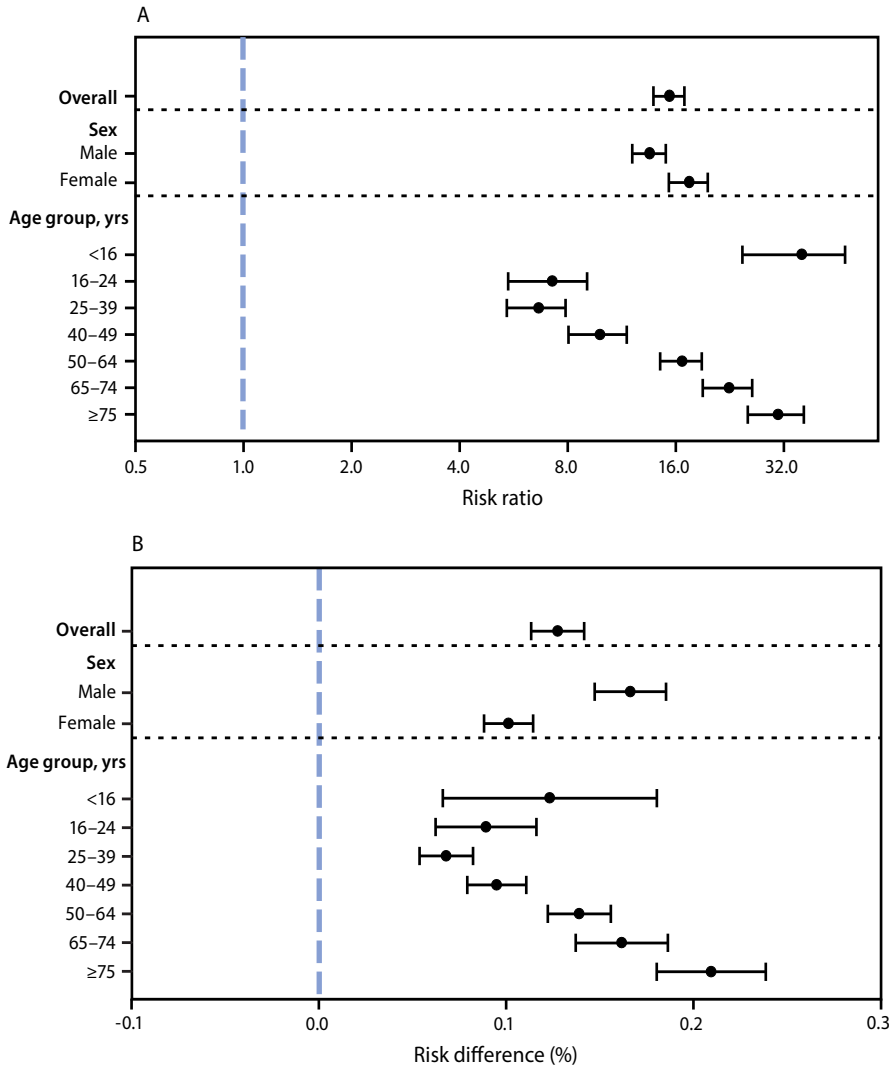 A
Overall
Sex
Male
Female
Age group, yrs
<16
16–24
25–39
40–49
50–64
65–74
≥75
0.5 1.0 2.0 4.0 8.0 16.0 32.0
Risk ratio
B
Overall
Sex
Male
Female
Age group, yrs
<16
16–24
25–39
40–49
50–64
65–74
≥75
-0.1 0.0 0.1 0.2 0.3
Risk difference (%)